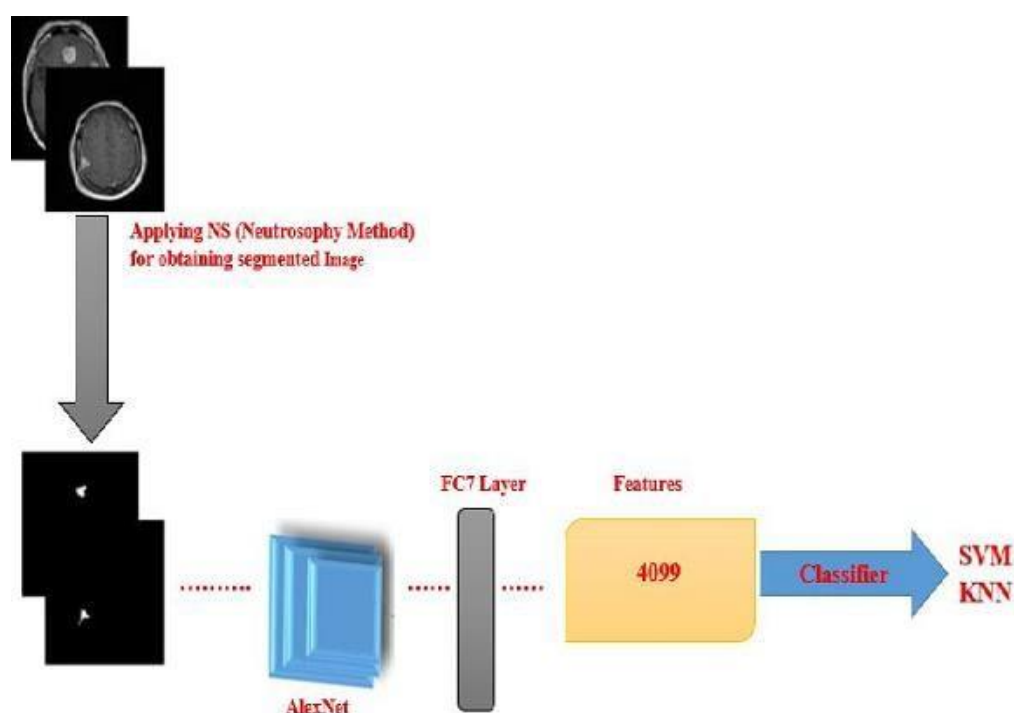 Applying NS (Neutrosophy Method)
for obtaining segmented Image
FC7 Layer
Features
4099
Classifier
SVM
KNN
AlexNet